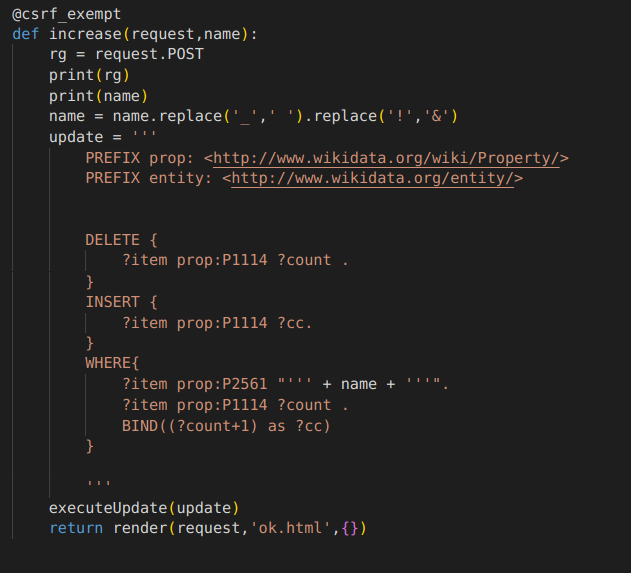 @csrf_exempt
def increase(request,name):
    rg = request.POST
    print(rg)
    print(name)
    name = name.replace('_',' ').replace('!','&')
    update = '''
        PREFIX prop: <http://www.wikidata.org/wiki/Property/>
        PREFIX entity: <http://www.wikidata.org/entity/>
        DELETE {
            ?item prop:P1114 ?count .
        }
        INSERT {
            ?item prop:P1114 ?cc.
        }
        WHERE{
            ?item prop:P2561 "''' + name + '''".
            ?item prop:P1114 ?count .
            BIND((?count+1) as ?cc)
        }
        '''
    executeUpdate(update)
    return render(request,'ok.html',{})